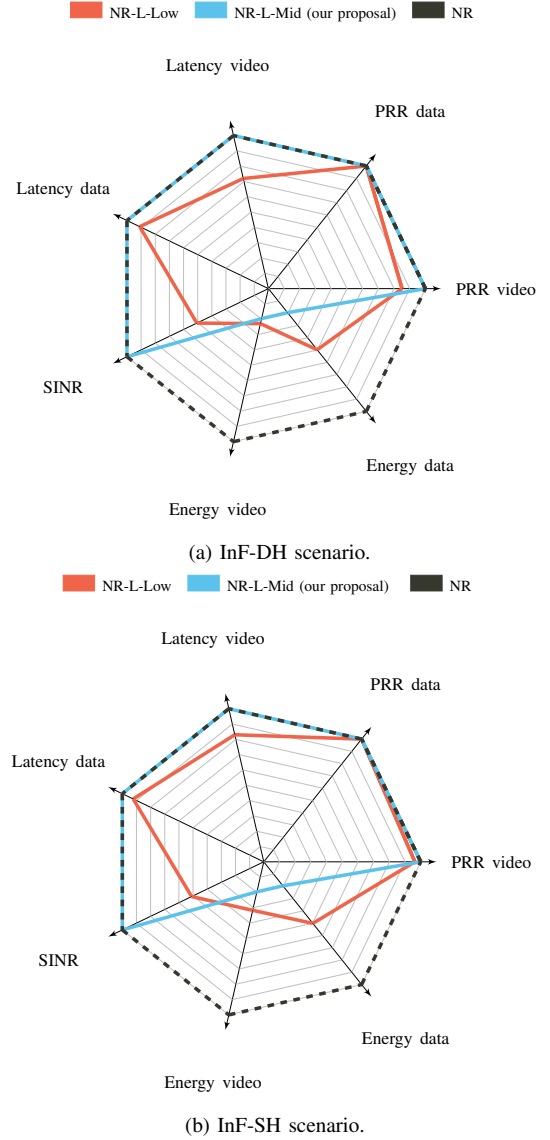 NR-L-Low NR-L-Mid (our proposal) NR
Latency video
PRR data
Latency data
PRR video
SINR
Energy data
Energy video
(a) InF-DH scenario.
NR-L-Low NR-L-Mid (our proposal) NR
Latency video
PRR data
Latency data
PRR video
SINR
Energy data
Energy video
(b) InF-SH scenario.